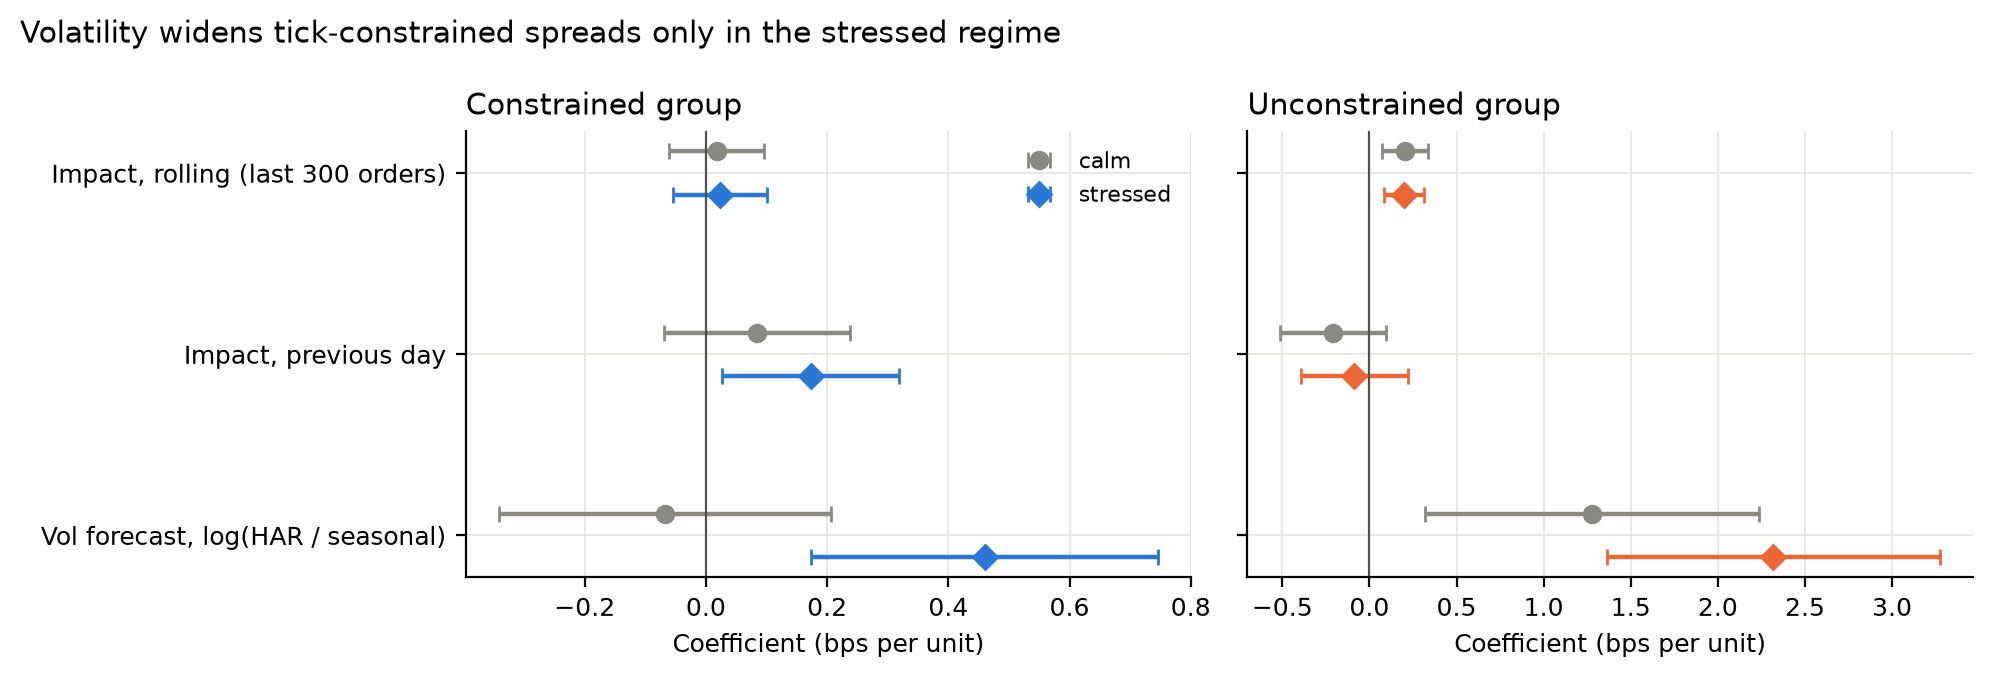 Volatility widens tick-constrained spreads only in the stressed regime
Constrained group
Unconstrained group
Impact, rolling (last 300 orders)
Impact, previous day
Vol forecast, log(HAR / seasonal)
calm
stressed
−0.2 0.0 0.2 0.4 0.6 0.8
Coefficient (bps per unit)
−0.5 0.0 0.5 1.0 1.5 2.0 2.5 3.0
Coefficient (bps per unit)